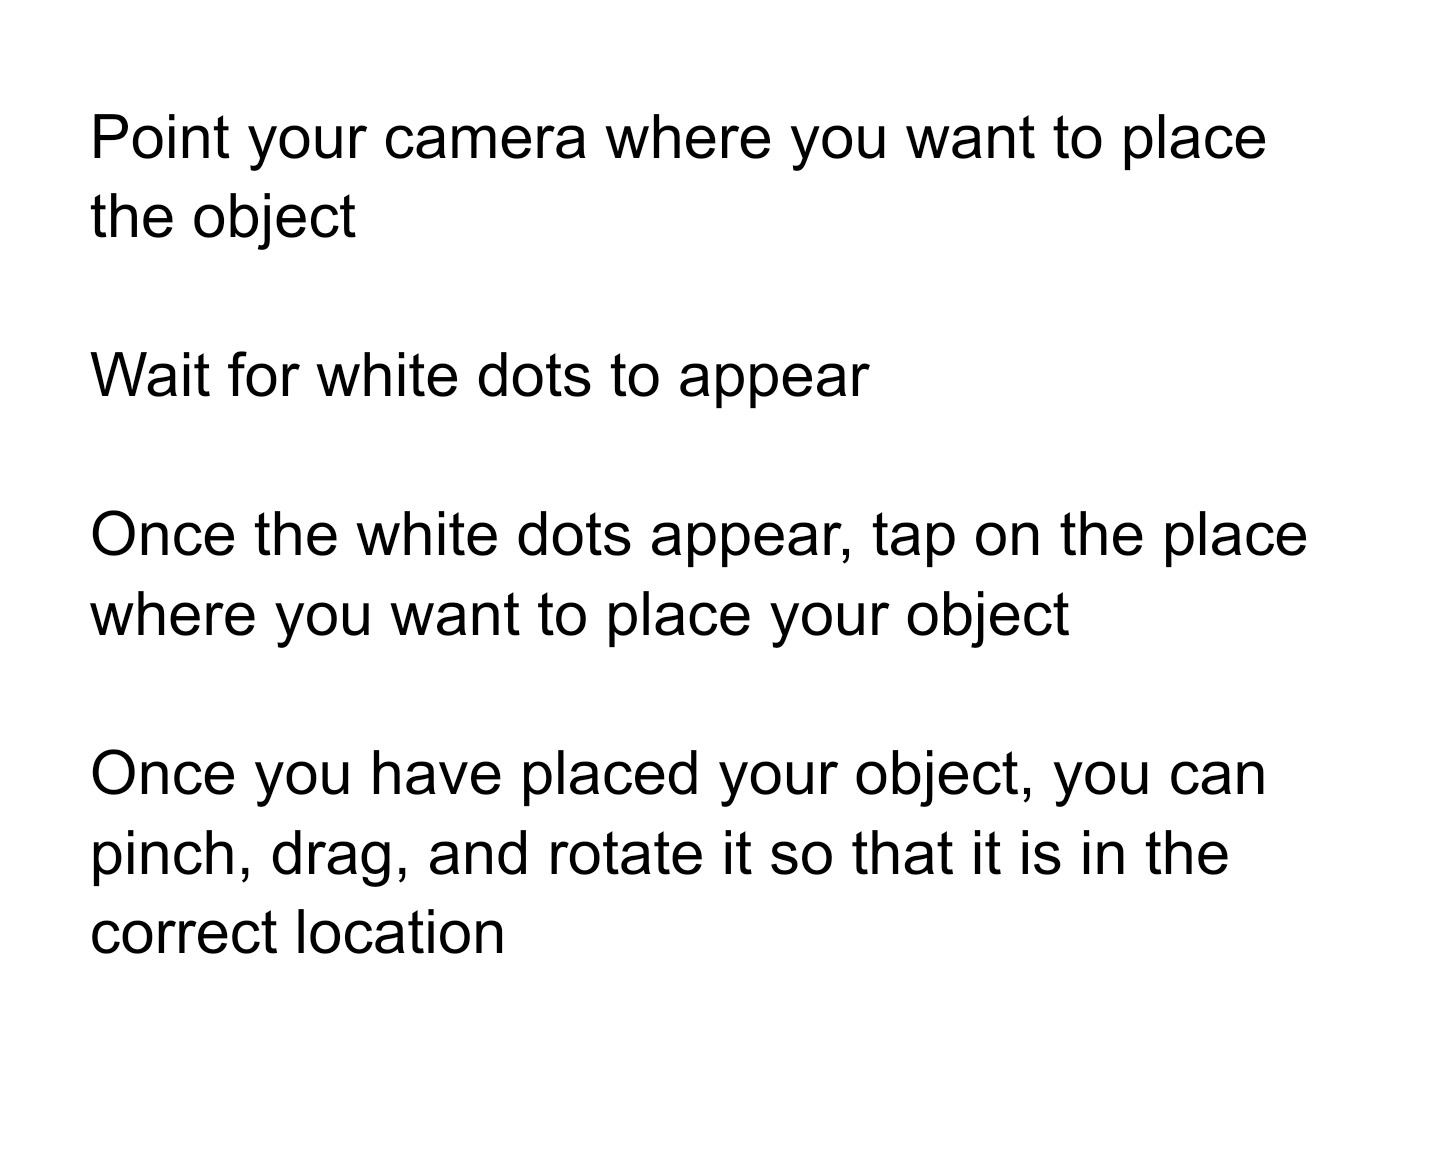 Point your camera where you want to place
the object
Wait for white dots to appear
Once the white dots appear, tap on the place
where you want to place your object
Once you have placed your object, you can
pinch, drag, and rotate it so that it is in the
correct location